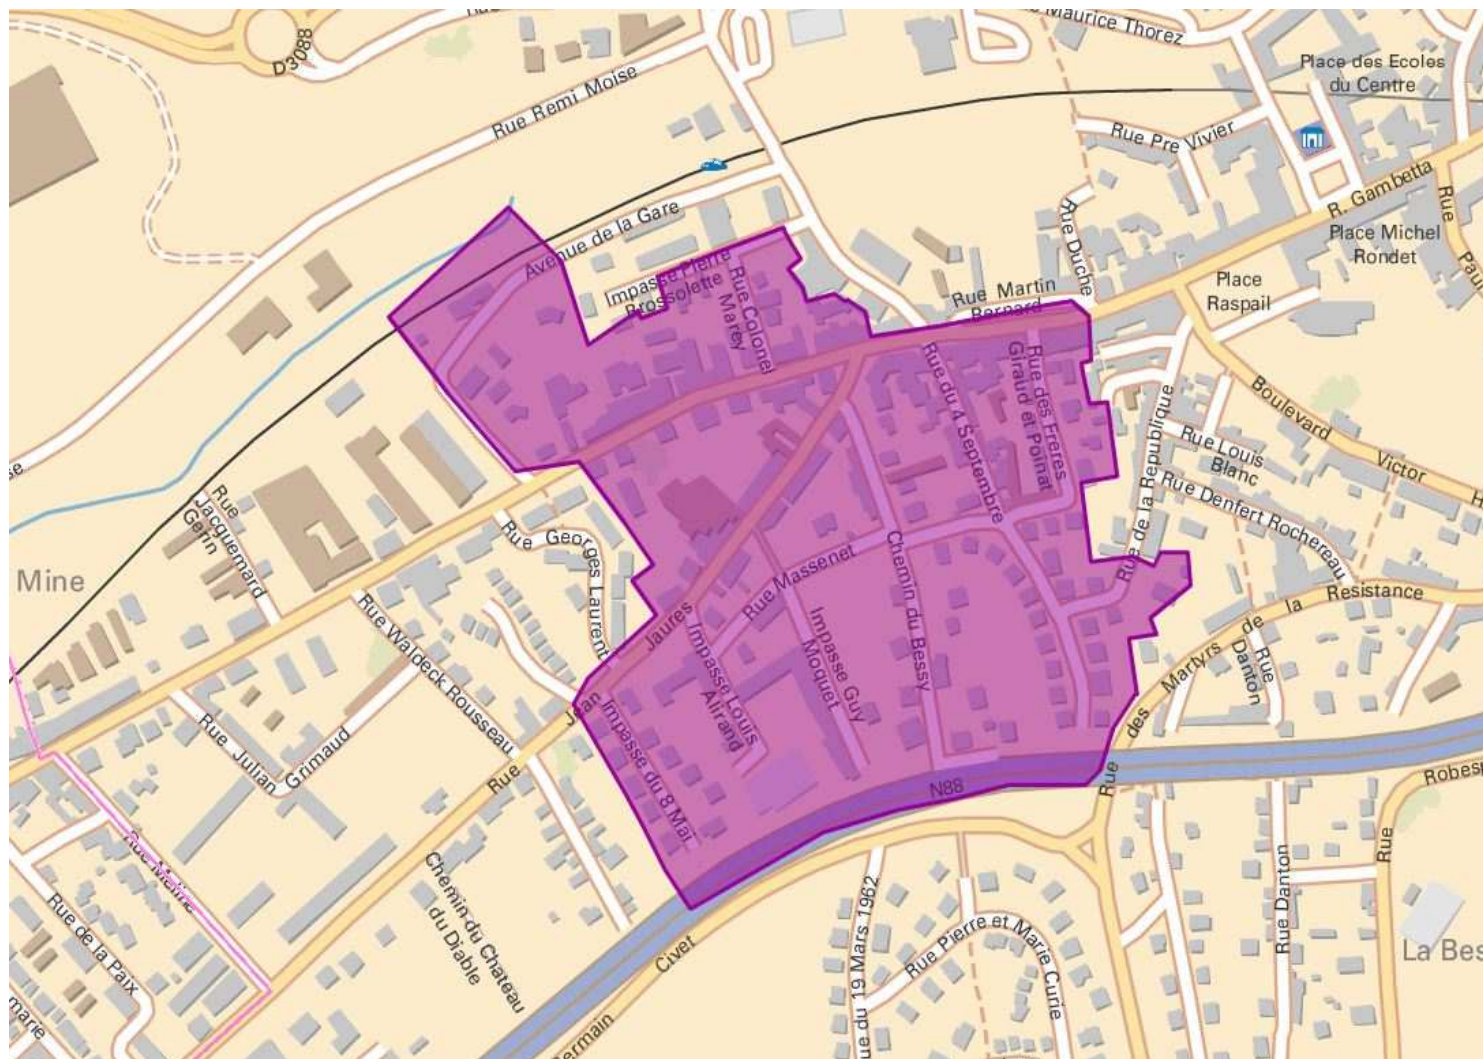 D3088
Maurice Thorez
Place des Ecoles
du Centre
Rue Remi Moise
Rue Pre Vivier
R. Gambetta
Rue
Avenue de la Gare
Rue Duche
Place Michel
Rondet
Impasse Pierre
Brossolette
Rue Colonel
Marey
Rue Martin
Bernard
Place
Raspail
Rue du 4 Septembre
Rue des Freres
Giraud et Poinat
Boulevard
Victor
Rue de la Republique
Rue Louis
Blanc
Rue Denfert Rochereau
Rue
Jacquemard
Gerin
Rue Georges Laurent
Mine
Rue Massenet
Chemin du Bessy
Rue Waldeck Rousseau
Jaures
Impasse Louis
Alirand
Impasse Guy
Moquet
Rue des Martyrs de la Resistance
Rue
Danton
Rue Julian Grimaud
Jean
Rue
Impasse du 8 Mai
N88
Rue
Rue Meline
Chemin du Chateau
du Diable
Rue de la Paix
Civet
Rue du 19 Mars 1962
Rue Pierre et Marie Curie
Rue Danton